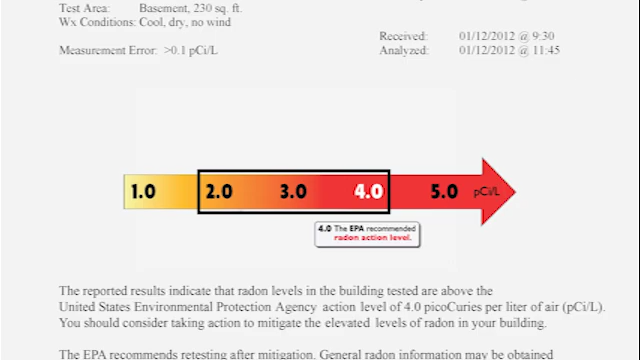 Test Area: Basement, 230 sq. ft.
Wx Conditions: Cool, dry, no wind
Received: 01/12/2012 @ 9:30
Measurement Error: >0.1 pCi/L Analyzed: 01/12/2012 @ 11:45
1.0 2.0 3.0 4.0 5.0 pCi/L
4.0 The EPA recommended
radon action level.
The reported results indicate that radon levels in the building tested are above the
United States Environmental Protection Agency action level of 4.0 picoCuries per liter of air (pCi/L).
You should consider taking action to mitigate the elevated levels of radon in your building.
The EPA recommends retesting after mitigation. General radon information may be obtained